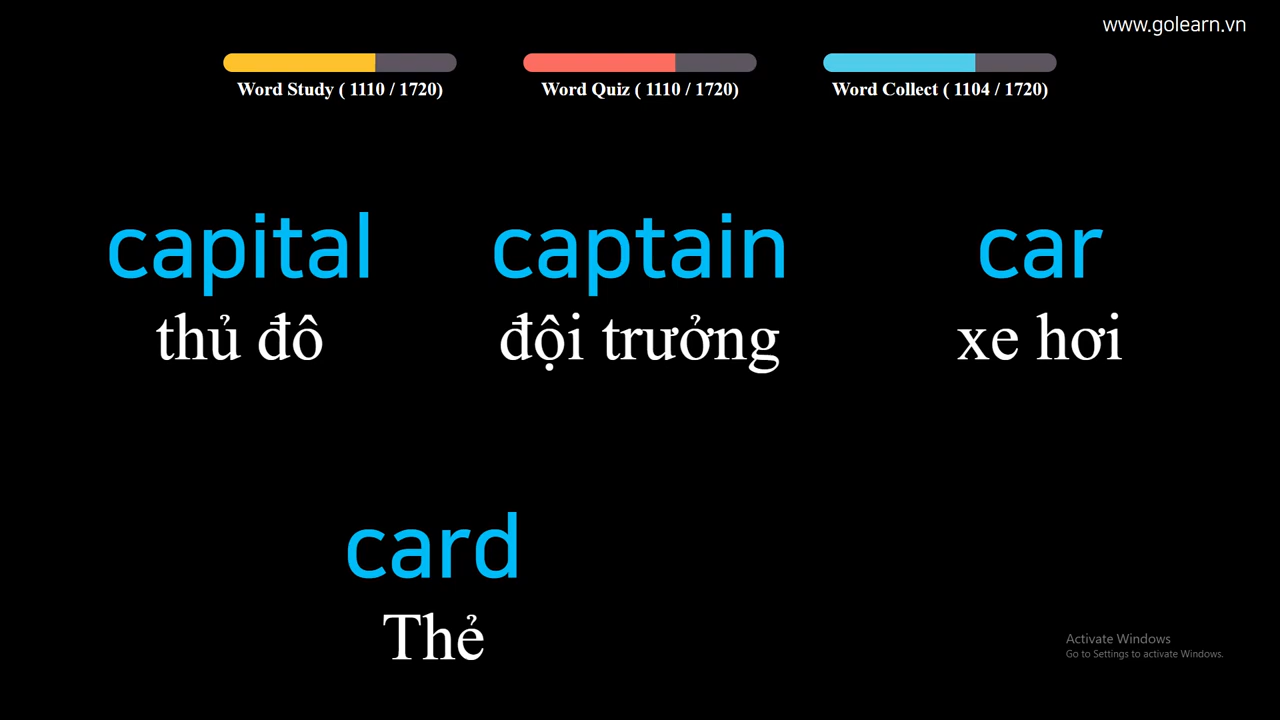 www.golearn.vn
Word Study ( 1110 / 1720)
Word Quiz ( 1110 / 1720)
Word Collect ( 1104 / 1720)
capital
thủ đô
captain
đội trưởng
car
xe hơi
card
Thẻ
Activate Windows
Go to Settings to activate Windows.